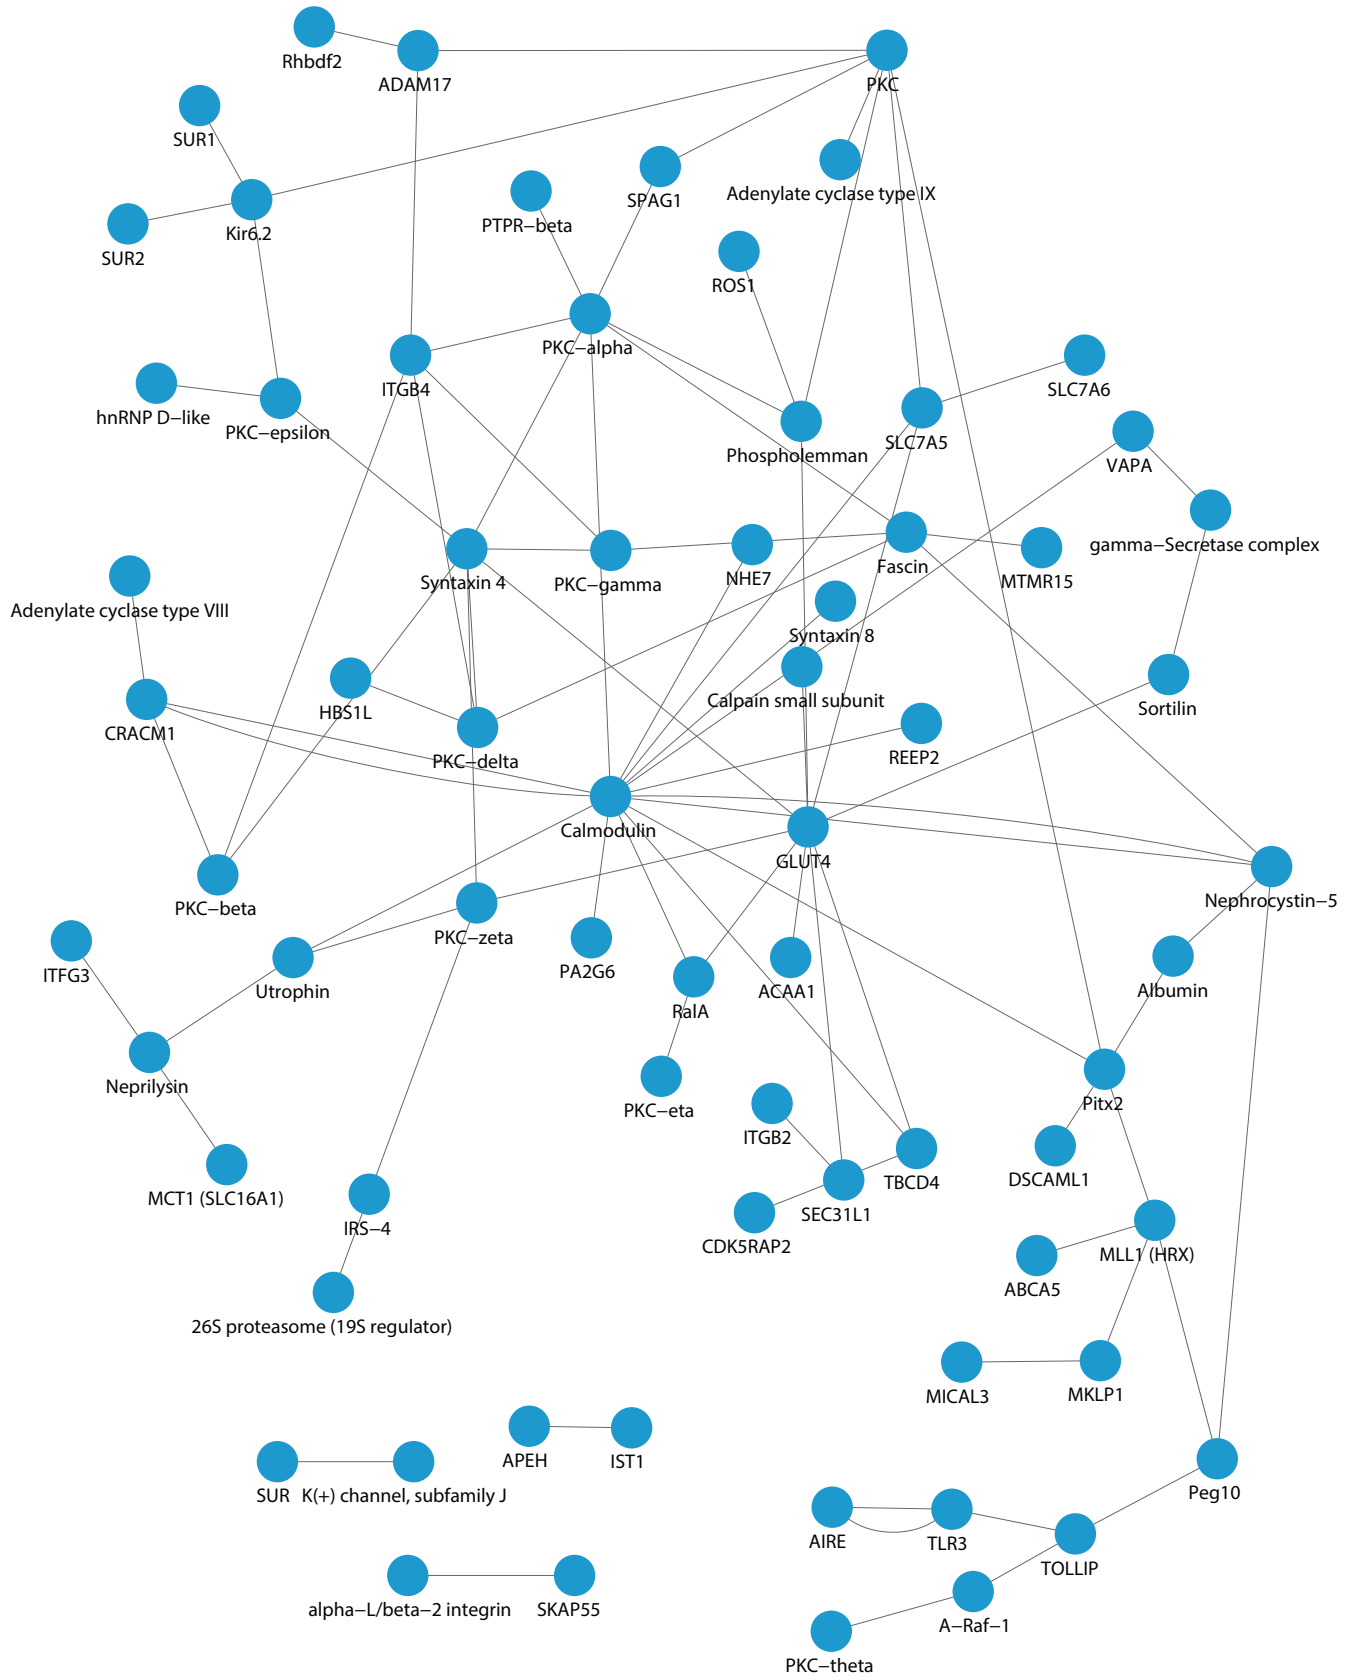 Rhbdf2
ADAM17
PKC
SUR1
Adenylate cyclase type IX
SPAG1
PTPR−beta
Kir6.2
SUR2
ROS1
PKC−alpha
ITGB4
SLC7A6
hnRNP D−like
PKC−epsilon
SLC7A5
Phospholemman
VAPA
gamma−Secretase complex
Fascin
NHE7
MTMR15
Syntaxin 4
PKC−gamma
Adenylate cyclase type VIII
Syntaxin 8
Calpain small subunit
Sortilin
HBS1L
CRACM1
REEP2
PKC−delta
Calmodulin
GLUT4
Nephrocystin−5
PKC−beta
PKC−zeta
ITFG3
PA2G6
Utrophin
ACAA1
Albumin
RalA
Neprilysin
Pitx2
PKC−eta
ITGB2
DSCAML1
TBCD4
MCT1 (SLC16A1)
SEC31L1
IRS−4
CDK5RAP2
MLL1 (HRX)
ABCA5
26S proteasome (19S regulator)
MICAL3
MKLP1
APEH
IST1
SUR
K(+) channel, subfamily J
Peg10
AIRE
TLR3
TOLLIP
alpha−L/beta−2 integrin
SKAP55
A−Raf−1
PKC−theta